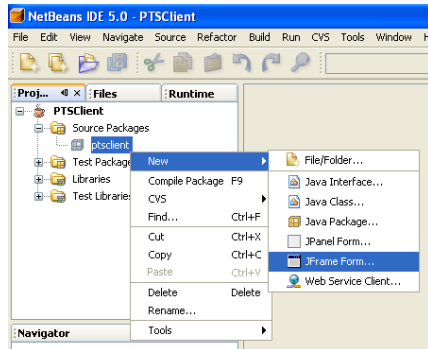 NetBeans IDE 5.0 - PTSClient
File Edit View Navigate Source Refactor Build Run CVS Tools Window
Proj... Files Runtime
PTSClient
Source Packages
ptsclient
Test Package
Libraries
Test Libraries
New
Compile Package F9
CVS
Find... Ctrl+F
Cut Ctrl+X
Copy Ctrl+C
Paste Ctrl+V
Delete Delete
Rename...
Tools
File/Folder...
Java Interface...
Java Class...
Java Package...
JPanel Form...
JFrame Form...
Web Service Client...
Navigator